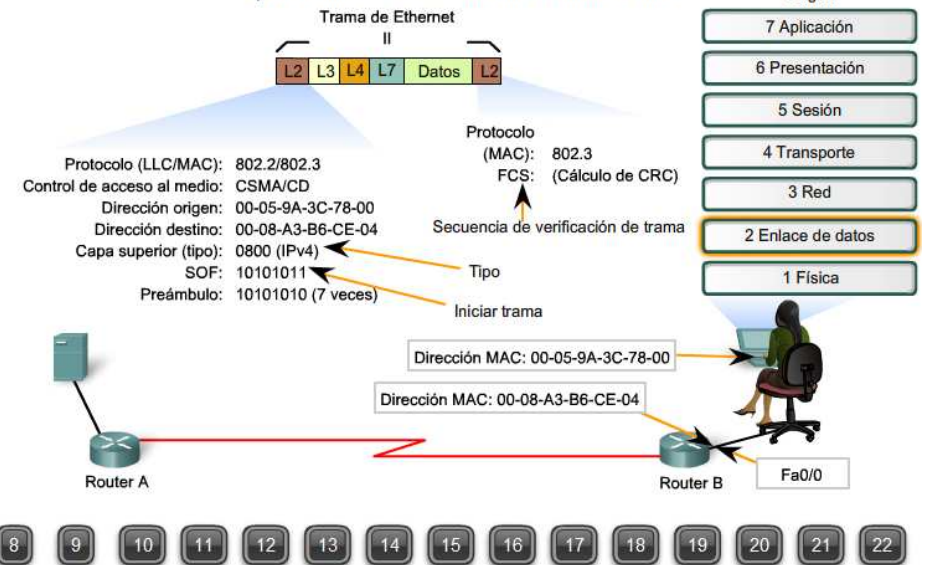 Trama de Ethernet
II
L2 L3 L4 L7 Datos L2
7 Aplicación
6 Presentación
5 Sesión
4 Transporte
3 Red
2 Enlace de datos
1 Física
Protocolo (LLC/MAC): 802.2/802.3
Control de acceso al medio: CSMA/CD
Dirección origen: 00-05-9A-3C-78-00
Dirección destino: 00-08-A3-B6-CE-04
Capa superior (tipo): 0800 (IPv4)
SOF: 10101011
Preámbulo: 10101010 (7 veces)
Protocolo
(MAC): 802.3
FCS: (Cálculo de CRC)
Secuencia de verificación de trama
Tipo
Iniciar trama
Dirección MAC: 00-05-9A-3C-78-00
Dirección MAC: 00-08-A3-B6-CE-04
Router A
Router B
Fa0/0
8 9 10 11 12 13 14 15 16 17 18 19 20 21 22